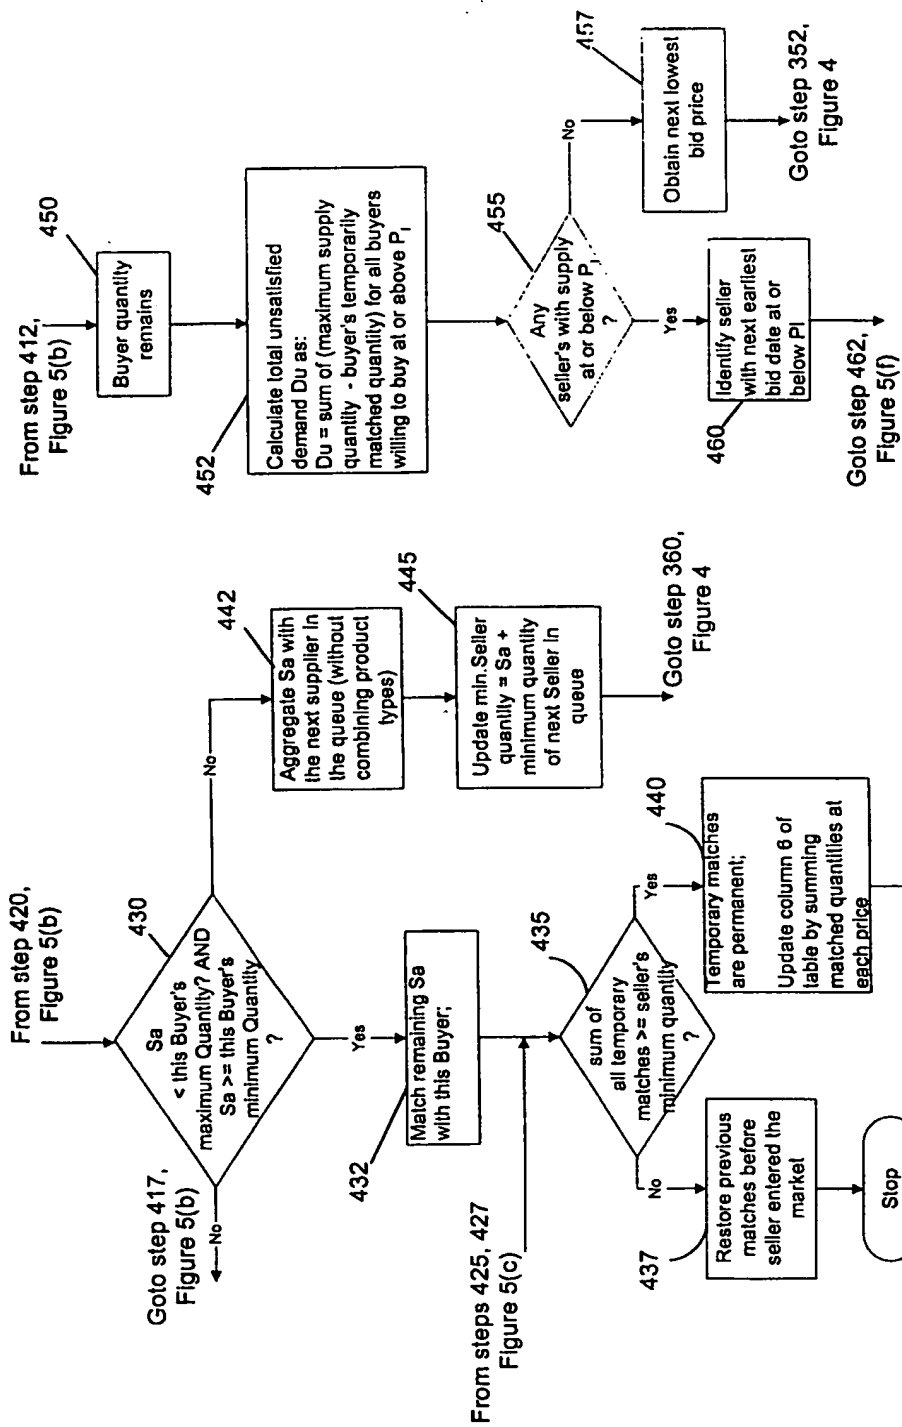 From step 420,
Figure 5(b)
430
Sa
< this Buyer's
maximum Quantity? AND
Sa >= this Buyer's
minimum Quantity
?
No
Goto step 417,
Figure 5(b)
No
442
Aggregate Sa with
the next supplier in
the queue (without
combining product
types)
445
Update min.Seller
quantity = Sa +
minimum quantity
of next Seller in
queue
Goto step 360,
Figure 4
Yes
432
Match remaining Sa
with this Buyer;
From steps 425, 427
Figure 5(c)
435
sum of
all temporary
matches >= seller's
minimum quantity
?
Yes
440
Temporary matches
are permanent;
Update column 6 of
table by summing
matched quantities at
each price
No
437
Restore previous
matches before
seller entered the
market
Stop
From step 412,
Figure 5(b)
450
Buyer quantity
remains
452
Calculate total unsatisfied
demand Du as:
Du = sum of (maximum supply
quantity - buyer's temporarily
matched quantity) for all buyers
willing to buy at or above PI
455
Any
seller's with supply
at or below PI
?
No
457
Obtain next lowest
bid price
Goto step 352,
Figure 4
Yes
460
Identify seller
with next earliest
bid date at or
below PI
Goto step 462,
Figure 5(f)